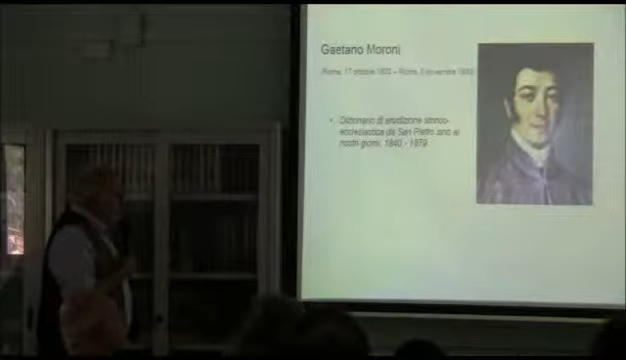 Gaetano Moroni
Roma, 17 ottobre 1802 – Roma, 3 novembre 1883
• Dizionario di erudizione storico-
ecclesiastica da San Pietro sino ai
nostri giorni, 1840 - 1879